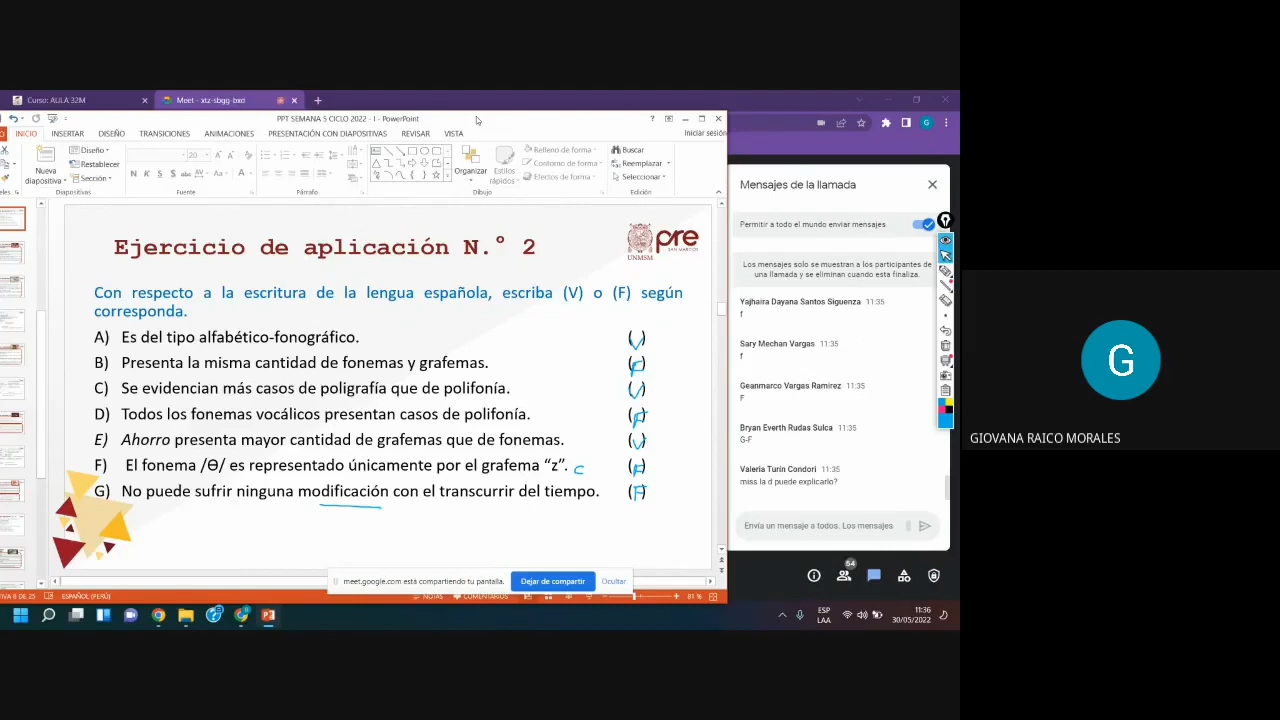 Curso: AULA 32M
Meet - xtz-sbgg-bxd
PPT SEMANA 5 CICLO 2022 - I - PowerPoint
INICIO INSERTAR DISEÑO TRANSICIONES ANIMACIONES PRESENTACIÓN CON DIAPOSITIVAS REVISAR VISTA Iniciar sesión
Nueva diapositiva
Diseño
Restablecer
Sección
20
N K S S abc AV Aa A
Organizar
Estilos rápidos
Relleno de forma
Contorno de forma
Efectos de forma
Buscar
Reemplazar
Seleccionar
Diapositivas Fuente Párrafo Dibujo Edición
Ejercicio de aplicación N.° 2
UNMSM
pre
SAN MARCOS
Con respecto a la escritura de la lengua española, escriba (V) o (F) según
corresponda.
A) Es del tipo alfabético-fonográfico. (V)
B) Presenta la misma cantidad de fonemas y grafemas. (F)
C) Se evidencian más casos de poligrafía que de polifonía. (V)
D) Todos los fonemas vocálicos presentan casos de polifonía. (F)
E) Ahorro presenta mayor cantidad de grafemas que de fonemas. (V)
F) El fonema /Ɵ/ es representado únicamente por el grafema “z”. c (F)
G) No puede sufrir ninguna modificación con el transcurrir del tiempo. (F)
meet.google.com está compartiendo tu pantalla. Dejar de compartir Ocultar
ESPAÑOL (PERÚ) NOTAS COMENTARIOS 81 %
Mensajes de la llamada
Permitir a todo el mundo enviar mensajes
Los mensajes solo se muestran a los participantes de
una llamada y se eliminan cuando esta finaliza.
Yajhaira Dayana Santos Siguenza 11:35
f
Sary Mechan Vargas 11:35
f
Geanmarco Vargas Ramirez 11:35
F
Bryan Everth Rudas Sulca 11:35
G-F
Valeria Turín Condori 11:35
miss la d puede explicarlo?
Envía un mensaje a todos. Los mensajes
54
ESP
LAA
11:36
30/05/2022
G
GIOVANA RAICO MORALES